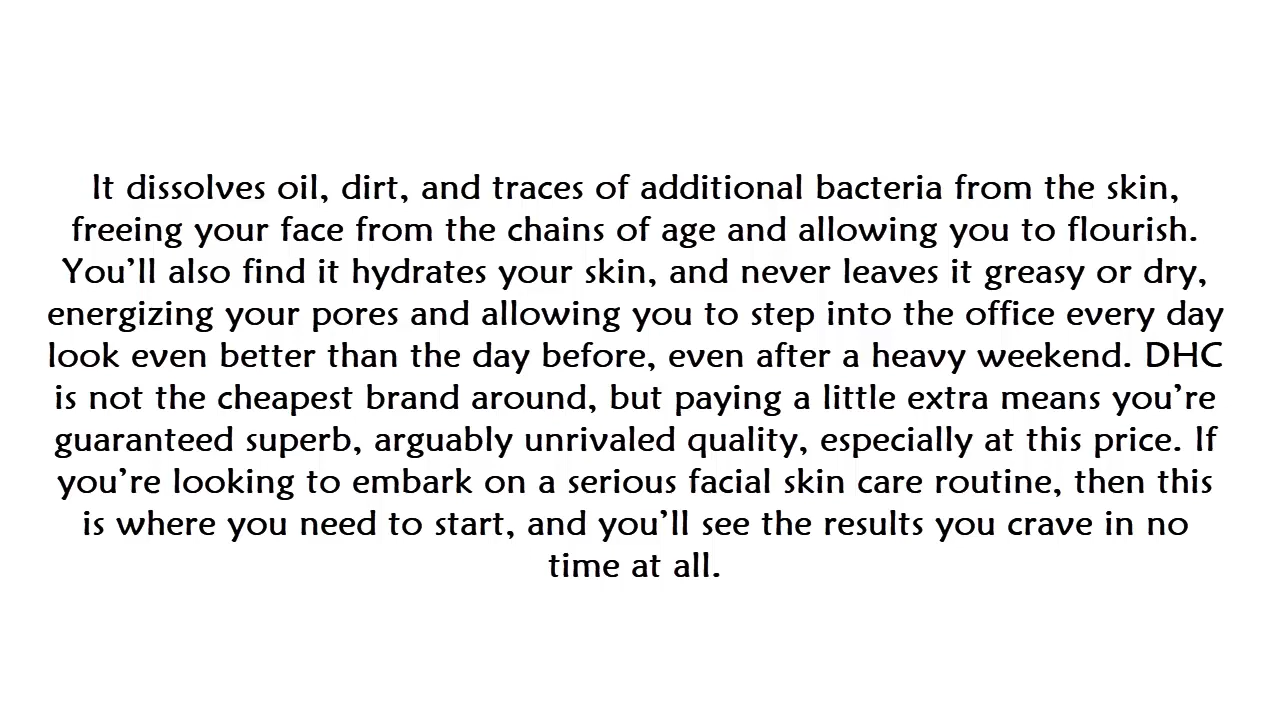 It dissolves oil, dirt, and traces of additional bacteria from the skin,
freeing your face from the chains of age and allowing you to flourish.
You’ll also find it hydrates your skin, and never leaves it greasy or dry,
energizing your pores and allowing you to step into the office every day
look even better than the day before, even after a heavy weekend. DHC
is not the cheapest brand around, but paying a little extra means you’re
guaranteed superb, arguably unrivaled quality, especially at this price. If
you’re looking to embark on a serious facial skin care routine, then this
is where you need to start, and you’ll see the results you crave in no
time at all.